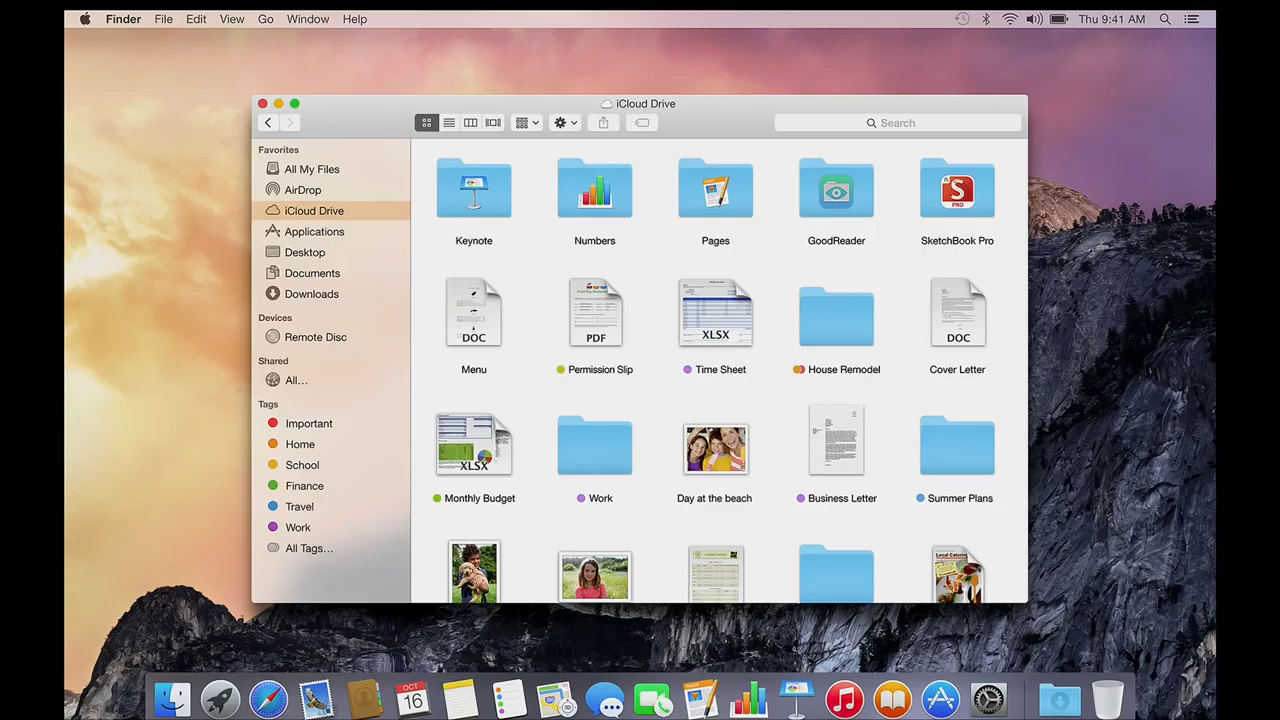 Finder File Edit View Go Window Help Thu 9:41 AM
iCloud Drive
Search
Favorites
All My Files
AirDrop
iCloud Drive
Applications
Desktop
Documents
Downloads
Devices
Remote Disc
Shared
All...
Tags
Important
Home
School
Finance
Travel
Work
All Tags...
S
PRO
Keynote Numbers Pages GoodReader SketchBook Pro
DOC PDF XLSX DOC
Menu Permission Slip Time Sheet House Remodel Cover Letter
XLSX
Monthly Budget Work Day at the beach Business Letter Summer Plans
Local Catering
OCT
16